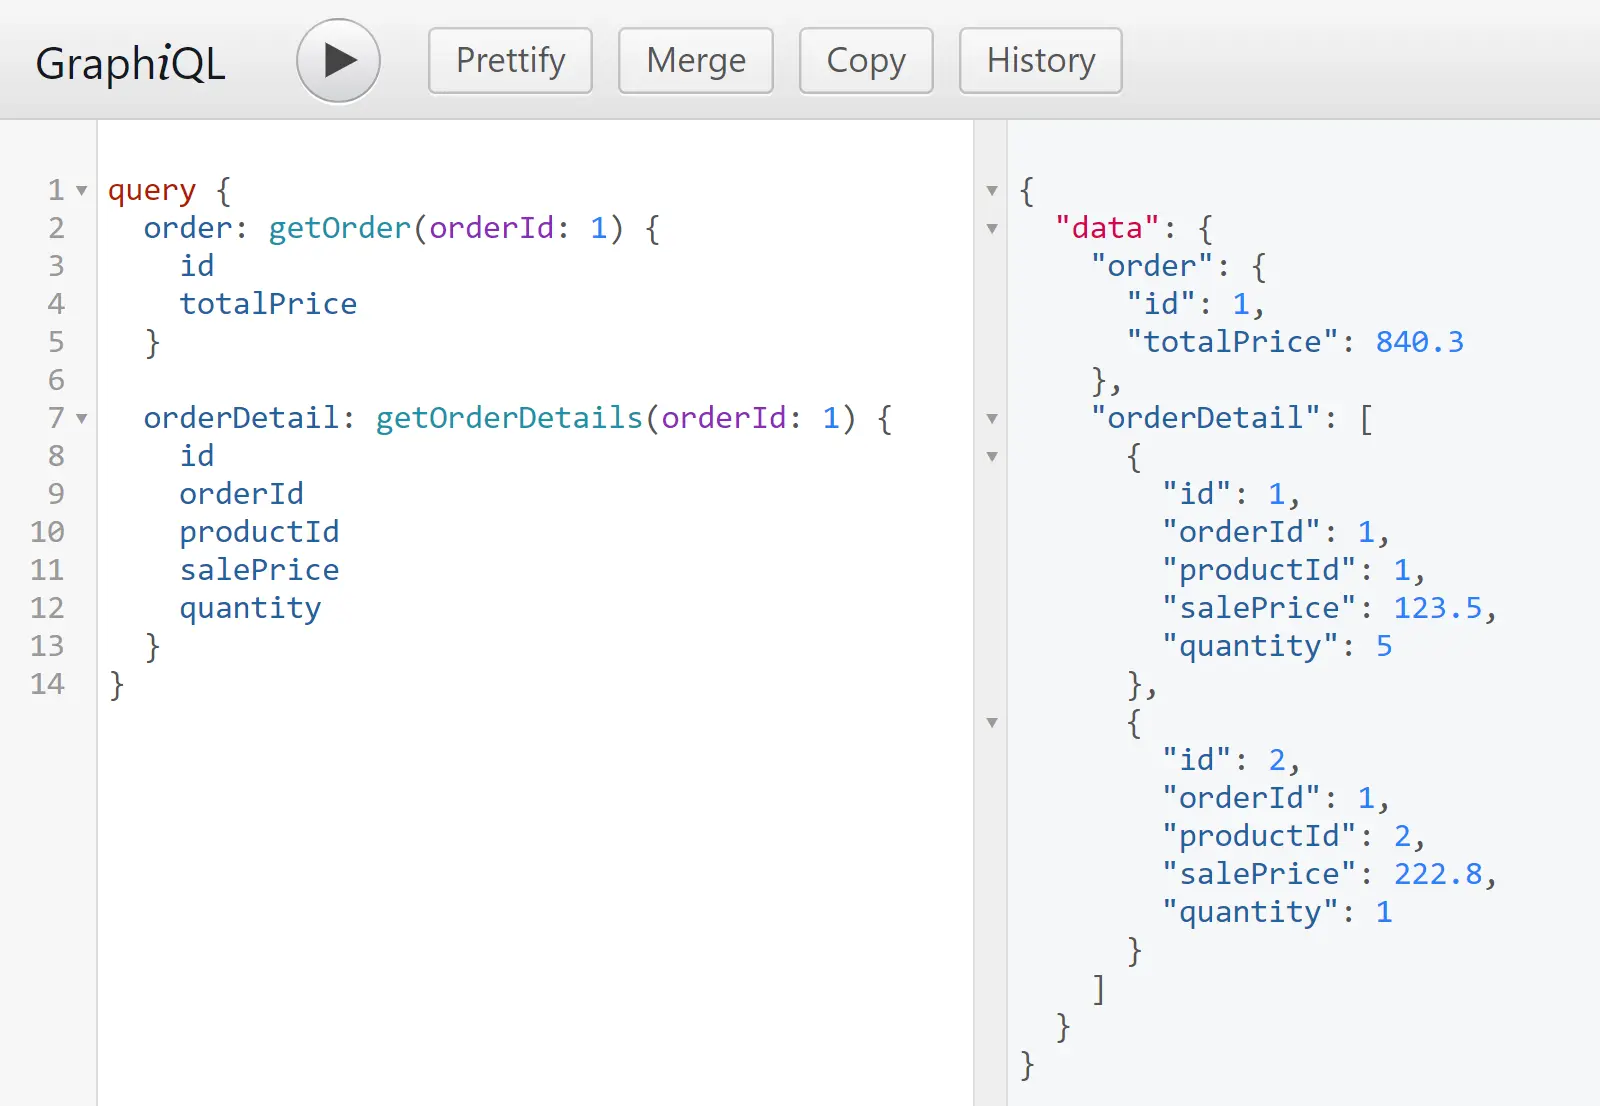 GraphiQL Prettify Merge Copy History
1 query {
2 order: getOrder(orderId: 1) {
3 id
4 totalPrice
5 }
6
7 orderDetail: getOrderDetails(orderId: 1) {
8 id
9 orderId
10 productId
11 salePrice
12 quantity
13 }
14 }
{
"data": {
"order": {
"id": 1,
"totalPrice": 840.3
},
"orderDetail": [
{
"id": 1,
"orderId": 1,
"productId": 1,
"salePrice": 123.5,
"quantity": 5
},
{
"id": 2,
"orderId": 1,
"productId": 2,
"salePrice": 222.8,
"quantity": 1
}
]
}
}